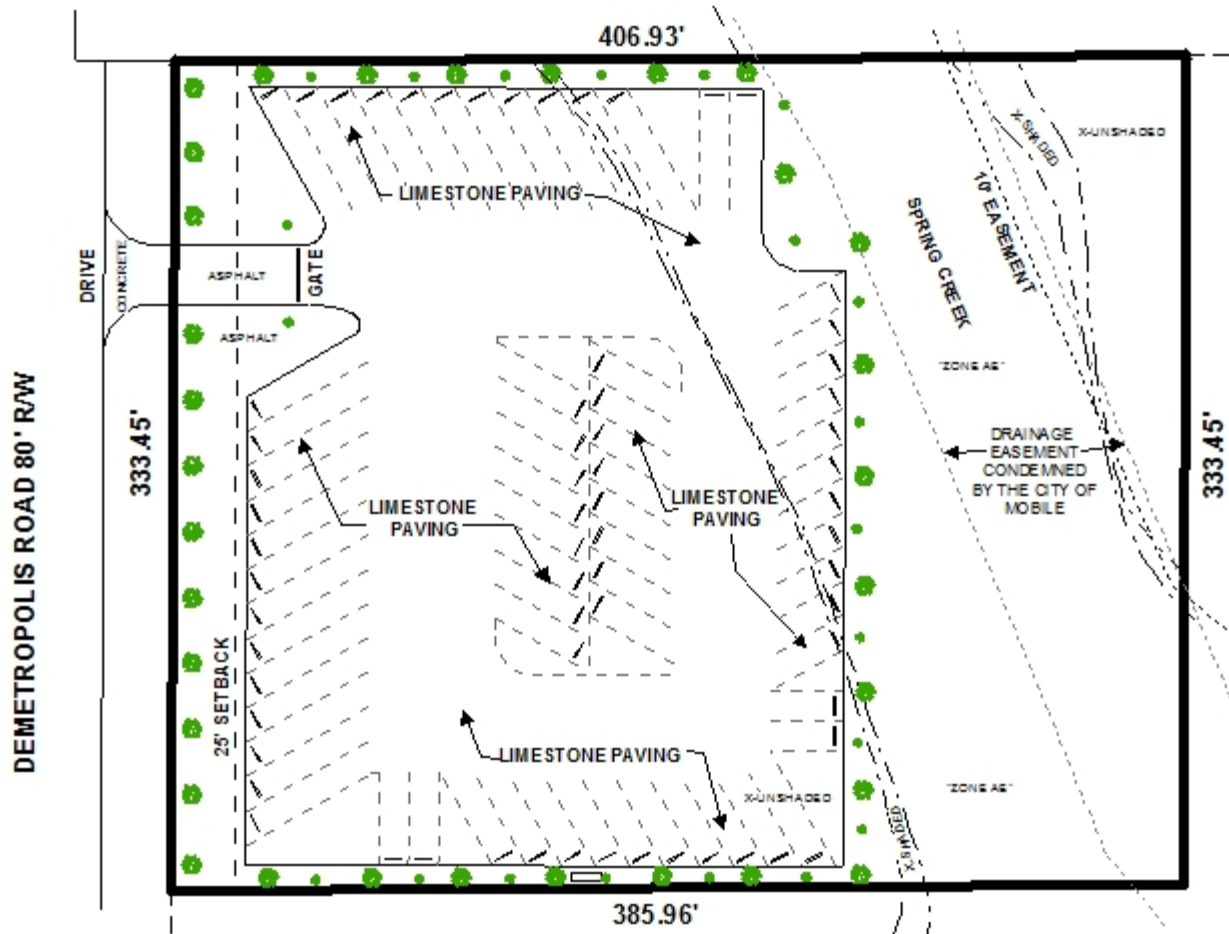 406.93'
X-SHADED
X-UNSHADED
LIMESTONE PAVING
10' EASEMENT
SPRING CREEK
DRIVE
CONCRETE
ASPHALT
GATE
ASPHALT
"ZONE AE"
DEMETROPOLIS ROAD 80' R/W
333.45'
333.45'
DRAINAGE
EASEMENT
CONDEMNED
BY THE CITY OF
MOBILE
LIMESTONE
PAVING
LIMESTONE
PAVING
25' SETBACK
LIMESTONE PAVING
X-UNSHADED
"ZONE AE"
X-SHADED
385.96'